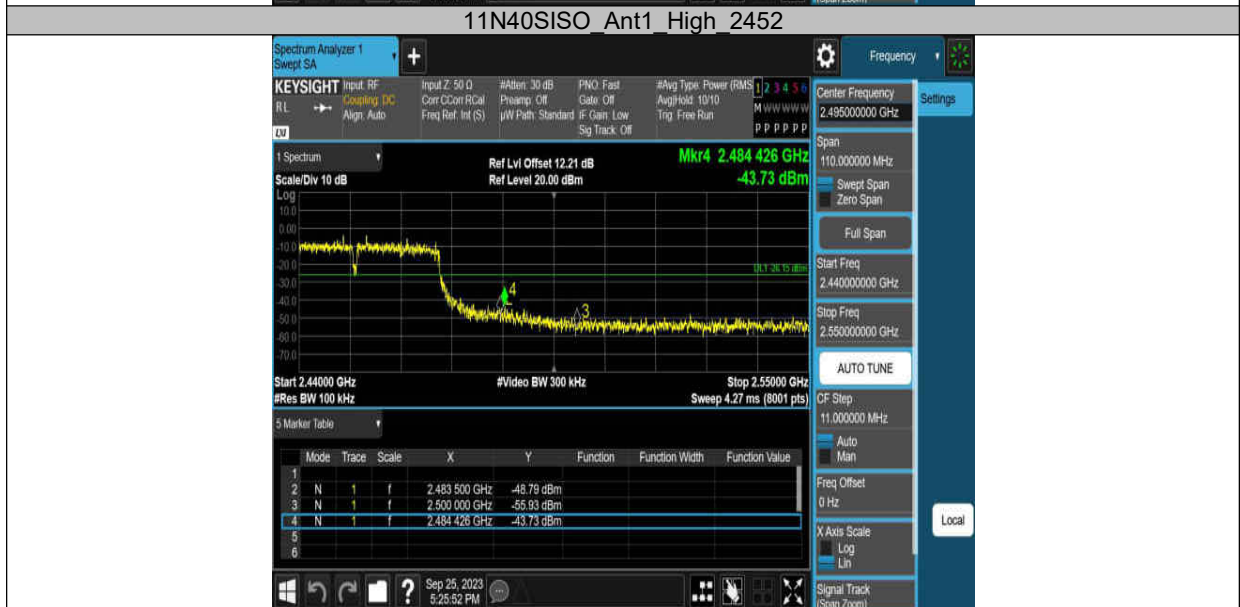 11N40SISO_Ant1_High_2452
Spectrum Analyzer 1
Swept SA
Frequency
KEYSIGHT
Input: RF
Coupling: DC
Align: Auto
Input Z: 50 Ω
Corr CCorr RCal
Freq Ref: Int (S)
#Atten: 30 dB
Preamp: Off
µW Path: Standard
PNO: Fast
Gate: Off
IF Gain: Low
Sig Track: Off
#Avg Type: Power (RMS
Avg|Hold: 10/10
Trig: Free Run
1 2 3 4 5 6
M W W W W W
P P P P P P
RL
LXI
Center Frequency
2.495000000 GHz
Settings
Span
110.000000 MHz
Swept Span
Zero Span
Full Span
Start Freq
2.440000000 GHz
Stop Freq
2.550000000 GHz
AUTO TUNE
CF Step
11.000000 MHz
Auto
Man
Freq Offset
0 Hz
X Axis Scale
Log
Lin
Signal Track
(Span Zoom)
Local
1 Spectrum
Scale/Div 10 dB
Log
Ref Lvl Offset 12.21 dB
Ref Level 20.00 dBm
Mkr4 2.484 426 GHz
-43.73 dBm
10.0
0.00
-10.0
-20.0
-30.0
-40.0
-50.0
-60.0
-70.0
DL1 -26.15 dBm
4
3
Start 2.44000 GHz
#Res BW 100 kHz
#Video BW 300 kHz
Stop 2.55000 GHz
Sweep 4.27 ms (8001 pts)
5 Marker Table
Mode Trace Scale X Y Function Function Width Function Value
1
2 N 1 f 2.483 500 GHz -48.79 dBm
3 N 1 f 2.500 000 GHz -55.93 dBm
4 N 1 f 2.484 426 GHz -43.73 dBm
5
6
?
Sep 25, 2023
5:25:52 PM